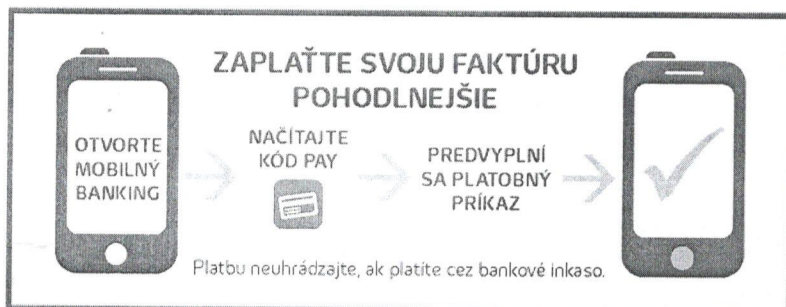 ZAPLAŤTE SVOJU FAKTÚRU
POHODLNEJŠIE
OTVORTE
MOBILNÝ
BANKING
NAČÍTAJTE
KÓD PAY
PREDVYPLNÍ
SA PLATOBNÝ
PRÍKAZ
Platbu neuhrádzajte, ak platíte cez bankové inkaso.